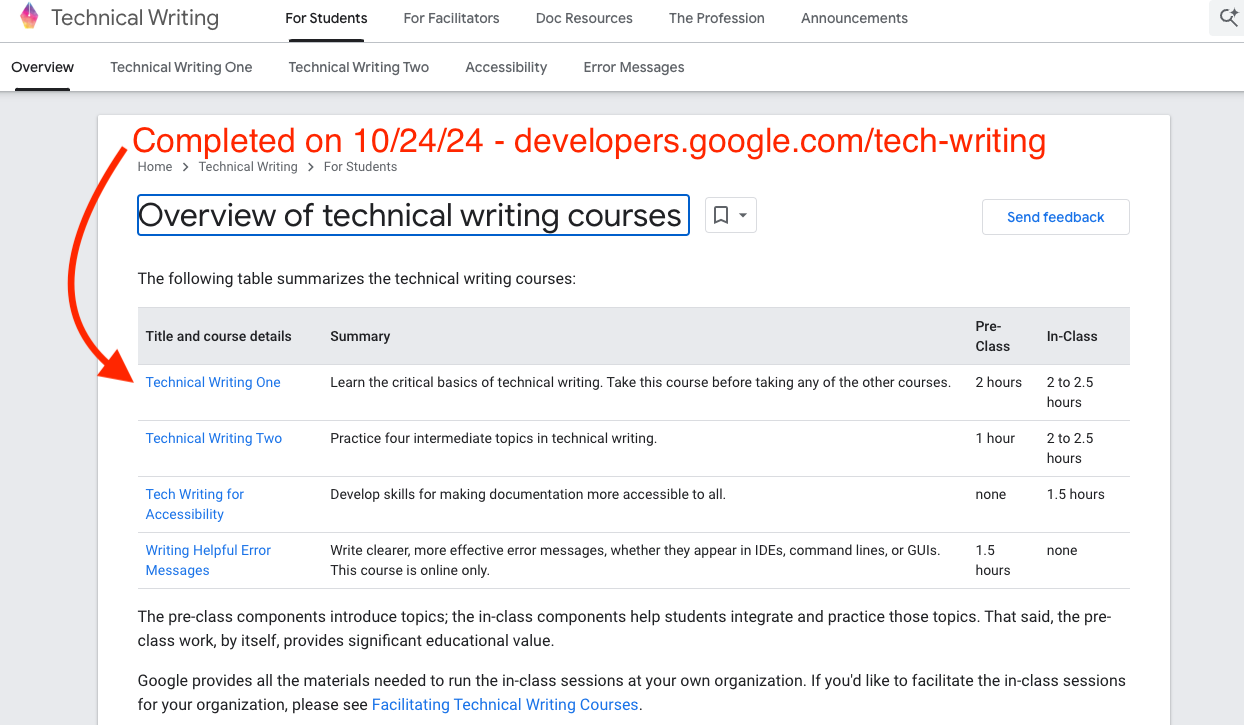 Technical Writing
For Students
For Facilitators
Doc Resources
The Profession
Announcements
Overview
Technical Writing One
Technical Writing Two
Accessibility
Error Messages
Completed on 10/24/24 - developers.google.com/tech-writing
Home > Technical Writing > For Students
Overview of technical writing courses
Send feedback
The following table summarizes the technical writing courses:
Title and course details
Summary
Pre-
Class
In-Class
Technical Writing One
Learn the critical basics of technical writing. Take this course before taking any of the other courses.
2 hours
2 to 2.5
hours
Technical Writing Two
Practice four intermediate topics in technical writing.
1 hour
2 to 2.5
hours
Tech Writing for
Accessibility
Develop skills for making documentation more accessible to all.
none
1.5 hours
Writing Helpful Error
Messages
Write clearer, more effective error messages, whether they appear in IDEs, command lines, or GUIs.
This course is online only.
1.5
hours
none
The pre-class components introduce topics; the in-class components help students integrate and practice those topics. That said, the pre-
class work, by itself, provides significant educational value.
Google provides all the materials needed to run the in-class sessions at your own organization. If you'd like to facilitate the in-class sessions
for your organization, please see Facilitating Technical Writing Courses.